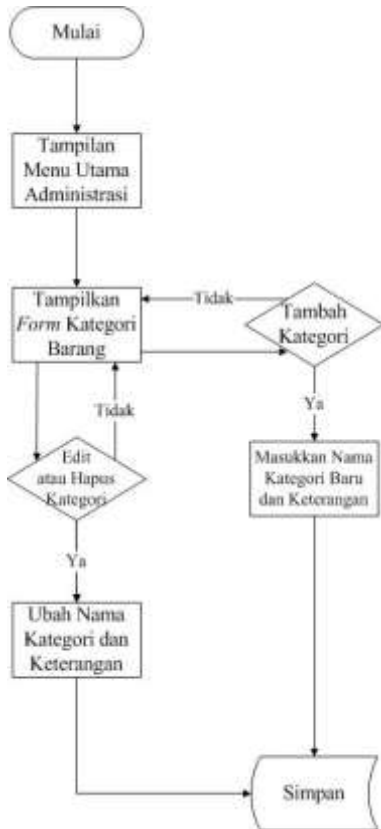 Mulai
Tampilan
Menu Utama
Administrasi
Tampilkan
Form Kategori
Barang
Tidak
Tambah
Kategori
Tidak
Ya
Edit
atau Hapus
Kategori
Masukkan Nama
Kategori Baru
dan Keterangan
Ya
Ubah Nama
Kategori dan
Keterangan
Simpan